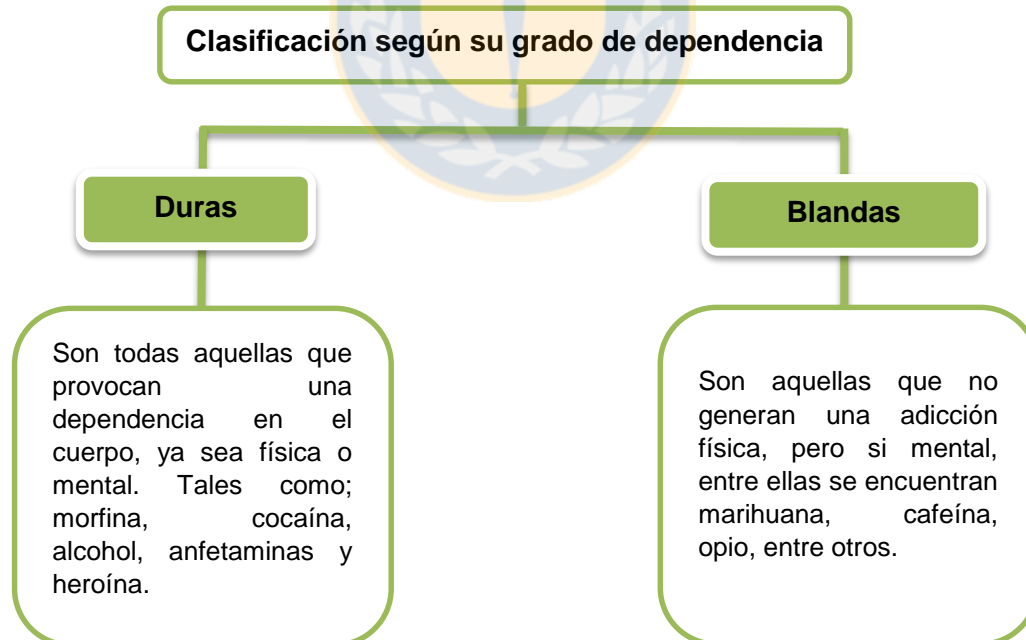 Clasificación según su grado de dependencia
Duras
Blandas
Son todas aquellas que
provocan una
dependencia en el
cuerpo, ya sea física o
mental. Tales como;
morfina, cocaína,
alcohol, anfetaminas y
heroína.
Son aquellas que no
generan una adicción
física, pero si mental,
entre ellas se encuentran
marihuana, cafeína,
opio, entre otros.